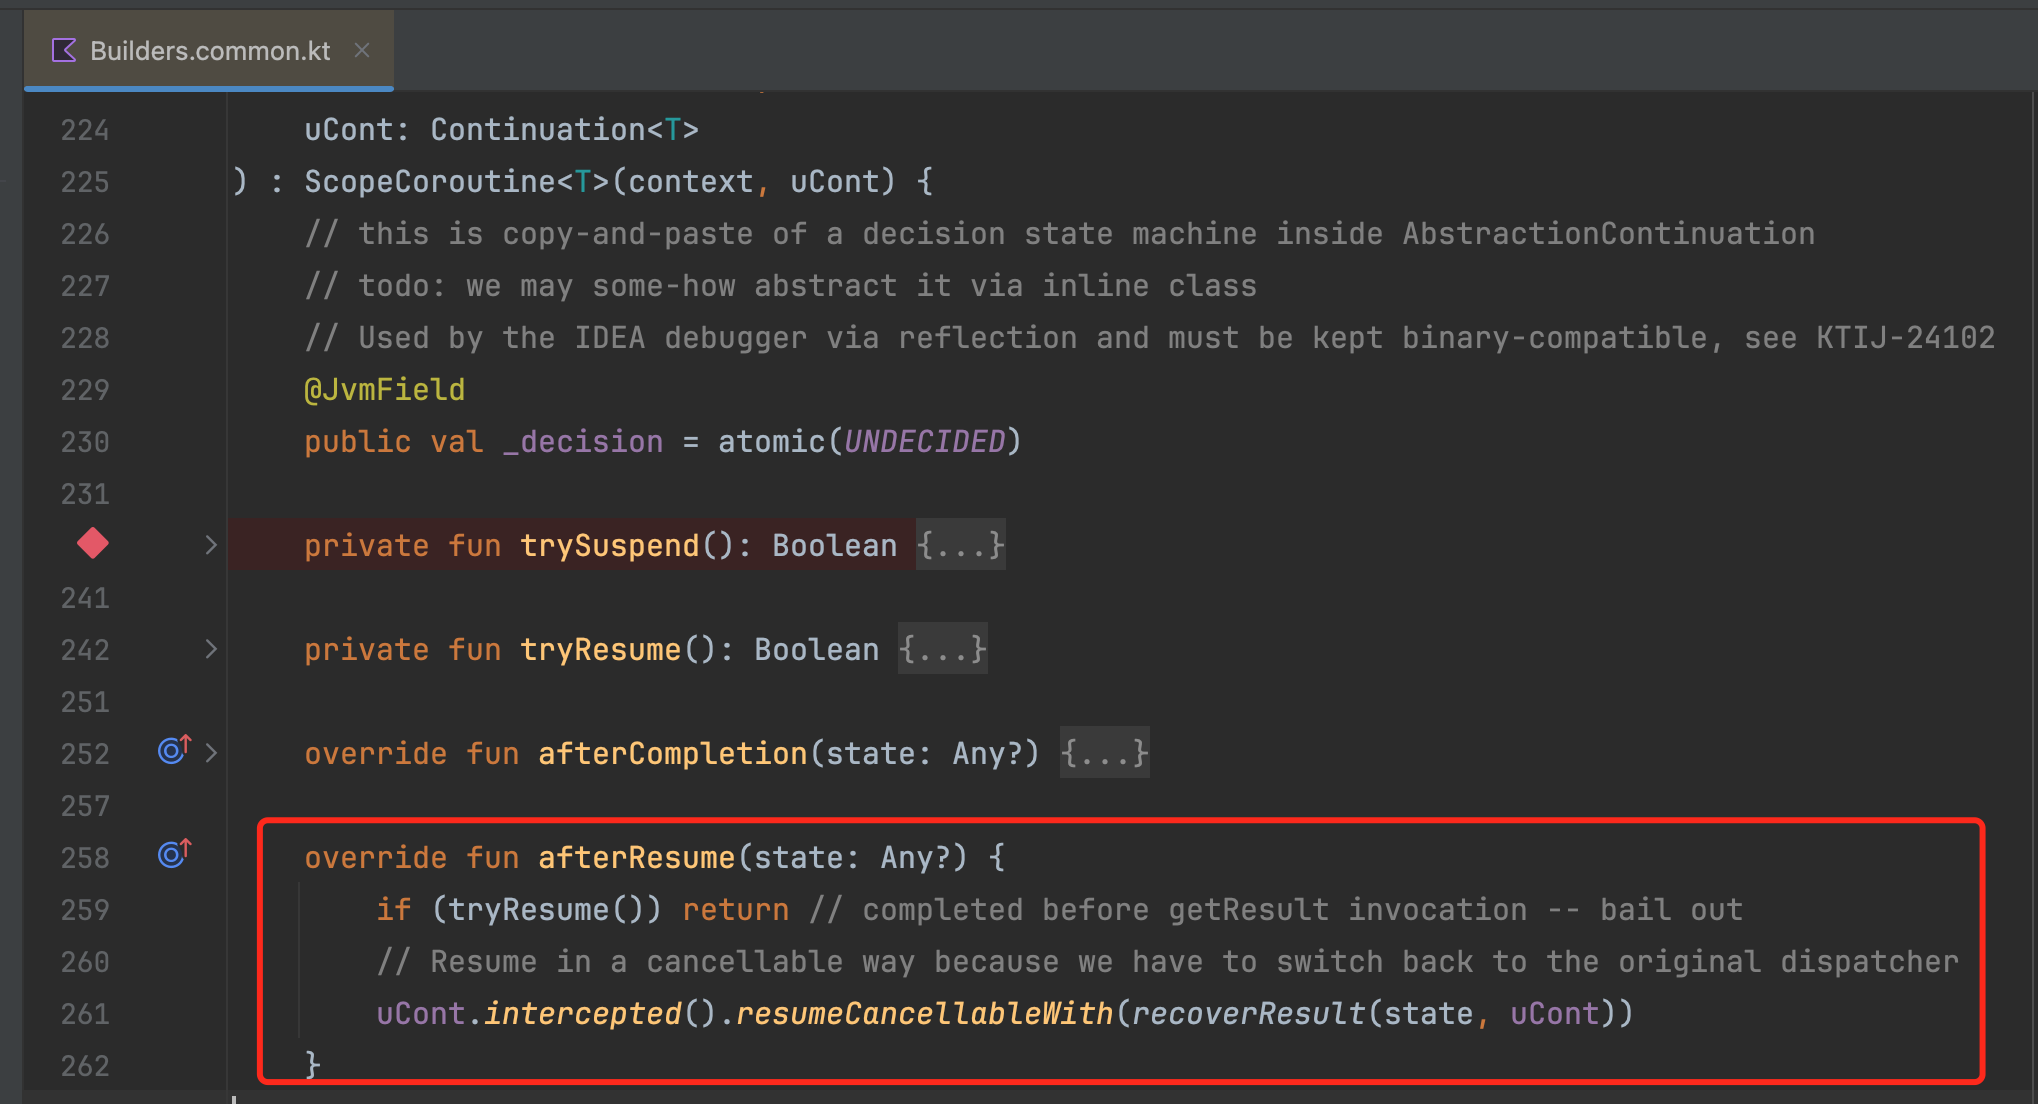 Builders.common.kt
224 uCont: Continuation<T>
225 ) : ScopeCoroutine<T>(context, uCont) {
226 // this is copy-and-paste of a decision state machine inside AbstractionContinuation
227 // todo: we may some-how abstract it via inline class
228 // Used by the IDEA debugger via reflection and must be kept binary-compatible, see KTIJ-24102
229 @JvmField
230 public val _decision = atomic(UNDECIDED)
231
private fun trySuspend(): Boolean {...}
241
242 private fun tryResume(): Boolean {...}
251
252 override fun afterCompletion(state: Any?) {...}
257
258 override fun afterResume(state: Any?) {
259 if (tryResume()) return // completed before getResult invocation -- bail out
260 // Resume in a cancellable way because we have to switch back to the original dispatcher
261 uCont.intercepted().resumeCancellableWith(recoverResult(state, uCont))
262 }